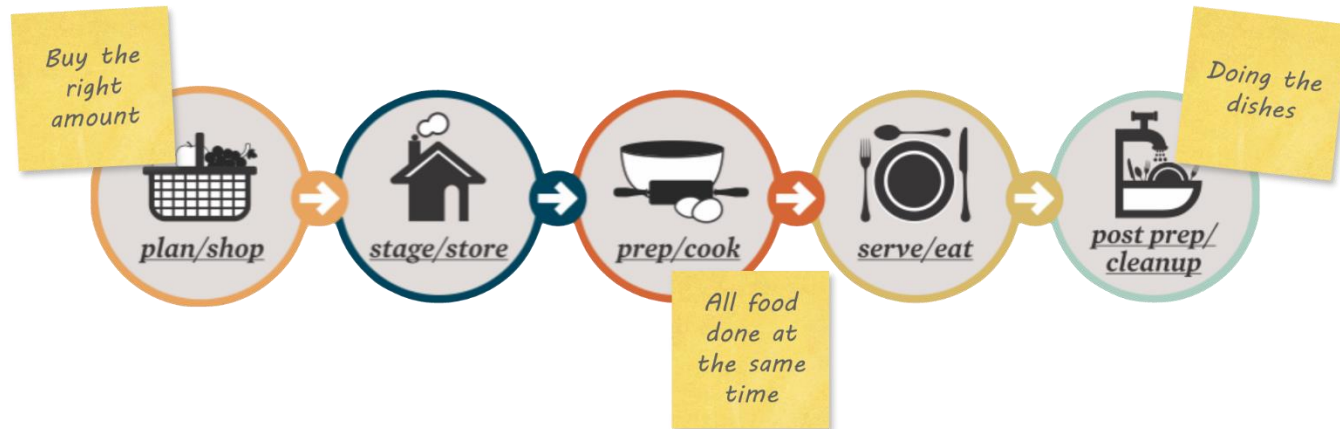 Buy the
right
amount
Doing the
dishes
plan/shop
stage/store
prep/cook
serve/eat
post prep/
cleanup
All food
done at
the same
time